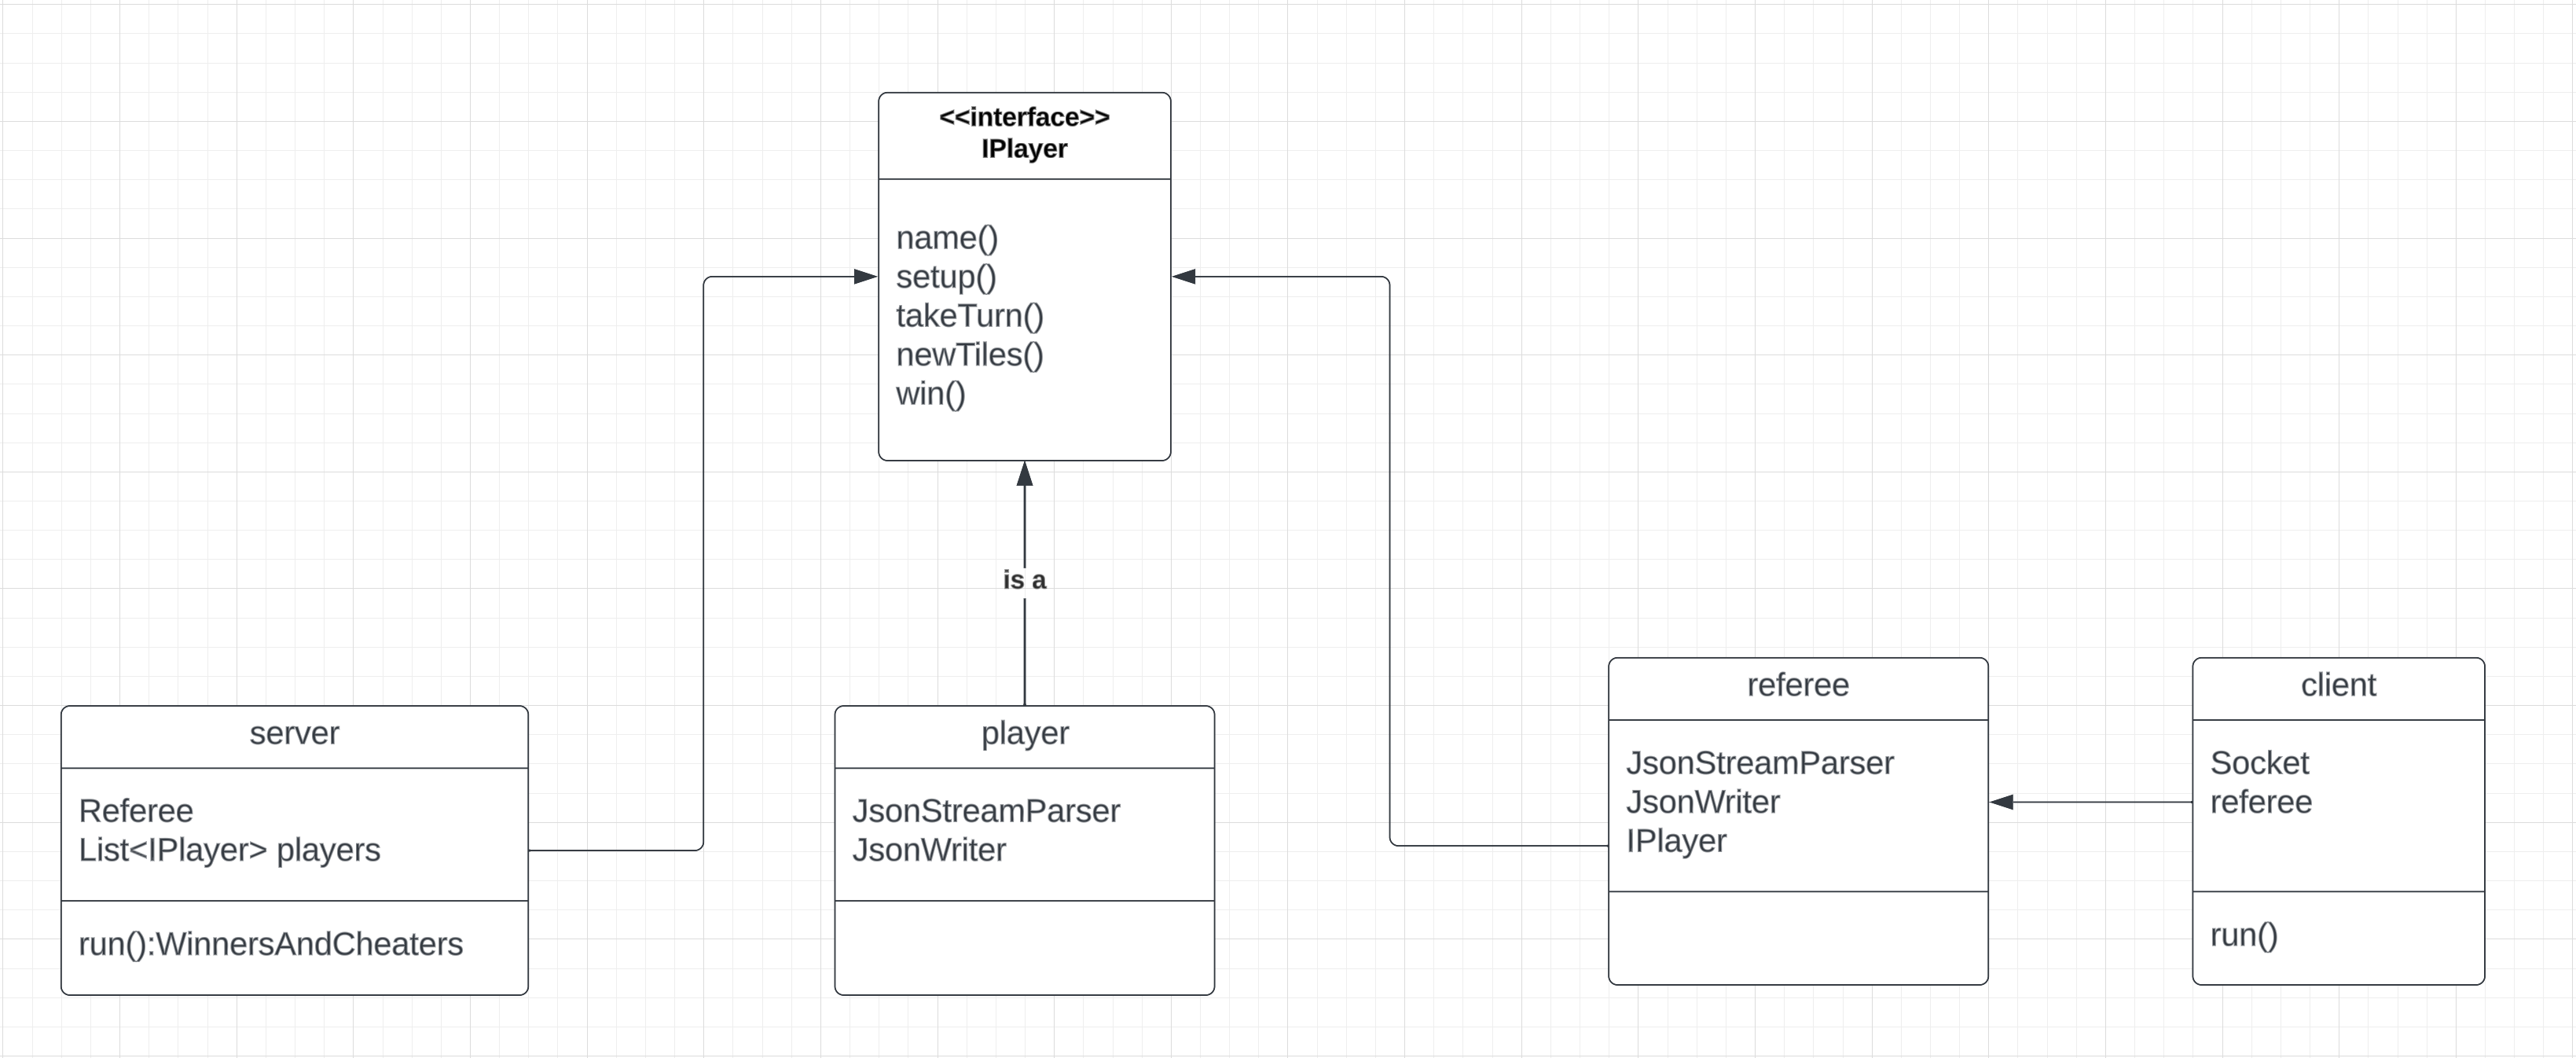 <<interface>>
IPlayer
name()
setup()
takeTurn()
newTiles()
win()
is a
server
Referee
List<IPlayer> players
run():WinnersAndCheaters
player
JsonStreamParser
JsonWriter
referee
JsonStreamParser
JsonWriter
IPlayer
client
Socket
referee
run()